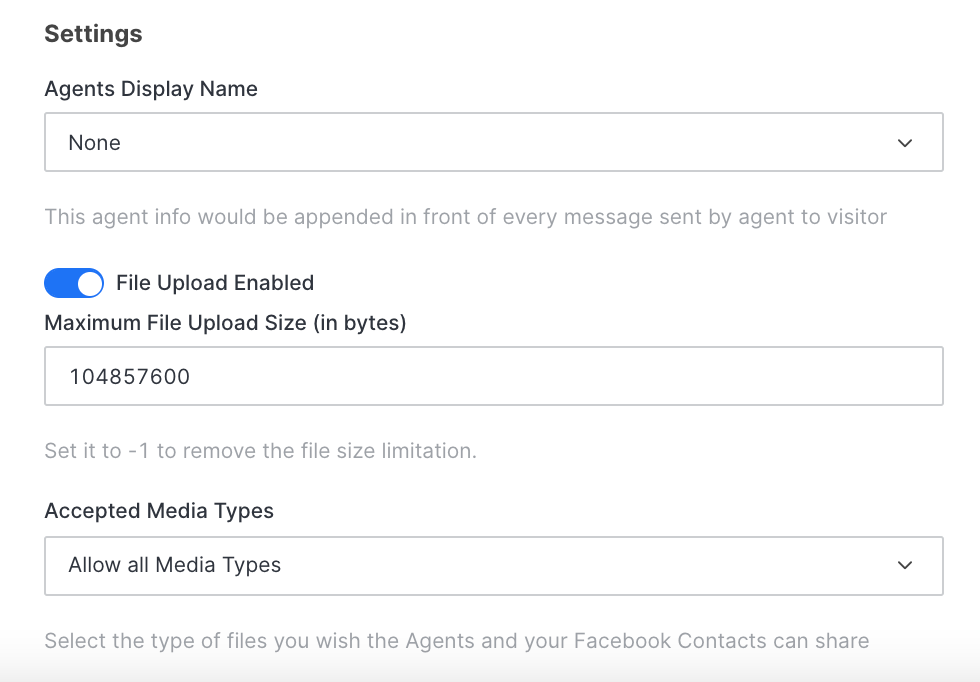 Settings
Agents Display Name
None
This agent info would be appended in front of every message sent by agent to visitor
File Upload Enabled
Maximum File Upload Size (in bytes)
104857600
Set it to -1 to remove the file size limitation.
Accepted Media Types
Allow all Media Types
Select the type of files you wish the Agents and your Facebook Contacts can share